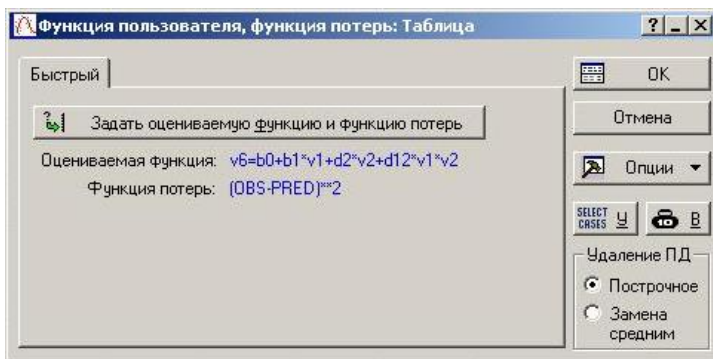 Функция пользователя, функция потерь: Таблица
Быстрый
Задать оцениваемую функцию и функцию потерь
Оцениваемая функция: v6=b0+b1*v1+d2*v2+d12*v1*v2
Функция потерь: (OBS-PRED)**2
OK
Отмена
Опции
SELECT CASES У
В
Удаление ПД
Построчное
Замена
средним